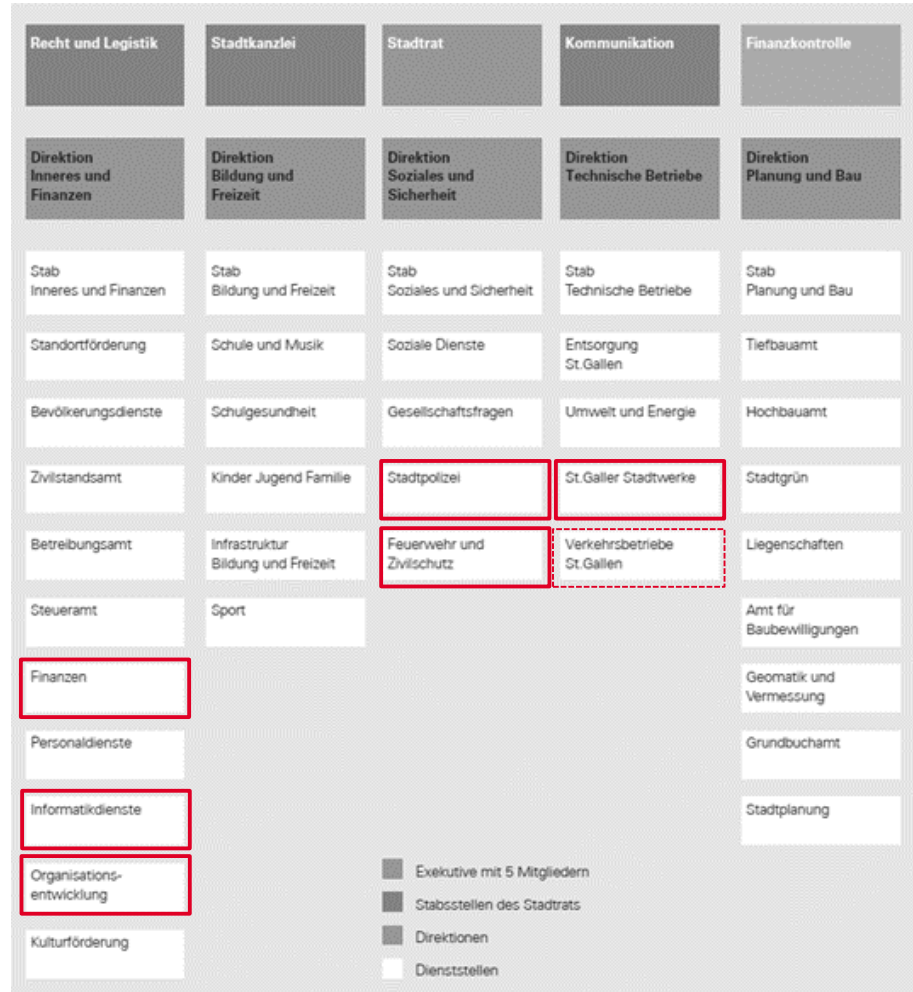 Recht und Legistik
Stadtkanzlei
Stadtrat
Kommunikation
Finanzkontrolle
Direktion
Inneres und
Finanzen
Direktion
Bildung und
Freizeit
Direktion
Soziales und
Sicherheit
Direktion
Technische Betriebe
Direktion
Planung und Bau
Stab
Inneres und Finanzen
Stab
Bildung und Freizeit
Stab
Soziales und Sicherheit
Stab
Technische Betriebe
Stab
Planung und Bau
Standortförderung
Schule und Musik
Soziale Dienste
Entsorgung
St.Gallen
Tiefbauamt
Bevölkerungsdienste
Schulgesundheit
Gesellschaftsfragen
Umwelt und Energie
Hochbauamt
Zivilstandsamt
Kinder Jugend Familie
Stadtpolizei
St.Galler Stadtwerke
Stadtgrün
Betreibungsamt
Infrastruktur
Bildung und Freizeit
Feuerwehr und
Zivilschutz
Verkehrsbetriebe
St.Gallen
Liegenschaften
Steueramt
Sport
Amt für
Baubewilligungen
Finanzen
Geomatik und
Vermessung
Personaldienste
Grundbuchamt
Informatikdienste
Stadtplanung
Organisations-
entwicklung
Kulturförderung
Exekutive mit 5 Mitgliedern
Stabsstellen des Stadtrats
Direktionen
Dienststellen